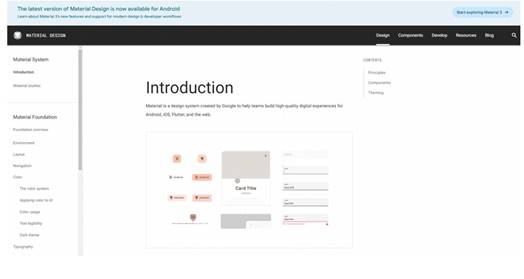 The latest version of Material Design is now available for Android
Learn about Material 3's new features and support for modern design & developer workflows
Start exploring Material 3 →
MATERIAL DESIGN
Design
Components
Develop
Resources
Blog
Material System
Introduction
Material studies
Material Foundation
Foundation overview
Environment
Layout
Navigation
Color
The color system
Applying color to UI
Color usage
Text legibility
Dark theme
Typography
Introduction
Material is a design system created by Google to help teams build high-quality digital experiences for
Android, iOS, Flutter, and the web.
Card Title
CONTENTS
Principles
Components
Theming